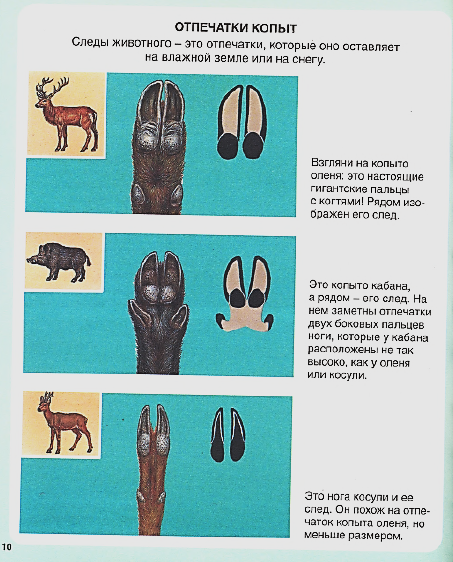 ОТПЕЧАТКИ КОПЫТ
Следы животного – это отпечатки, которые оно оставляет
на влажной земле или на снегу.
Взгляни на копыто
оленя: это настоящие
гигантские пальцы
с когтями! Рядом изо-
бражен его след.
Это копыто кабана,
а рядом – его след. На
нем заметны отпечатки
двух боковых пальцев
ноги, которые у кабана
расположены не так
высоко, как у оленя
или косули.
Это нога косули и ее
след. Он похож на отпе-
чаток копыта оленя, но
меньше размером.
10